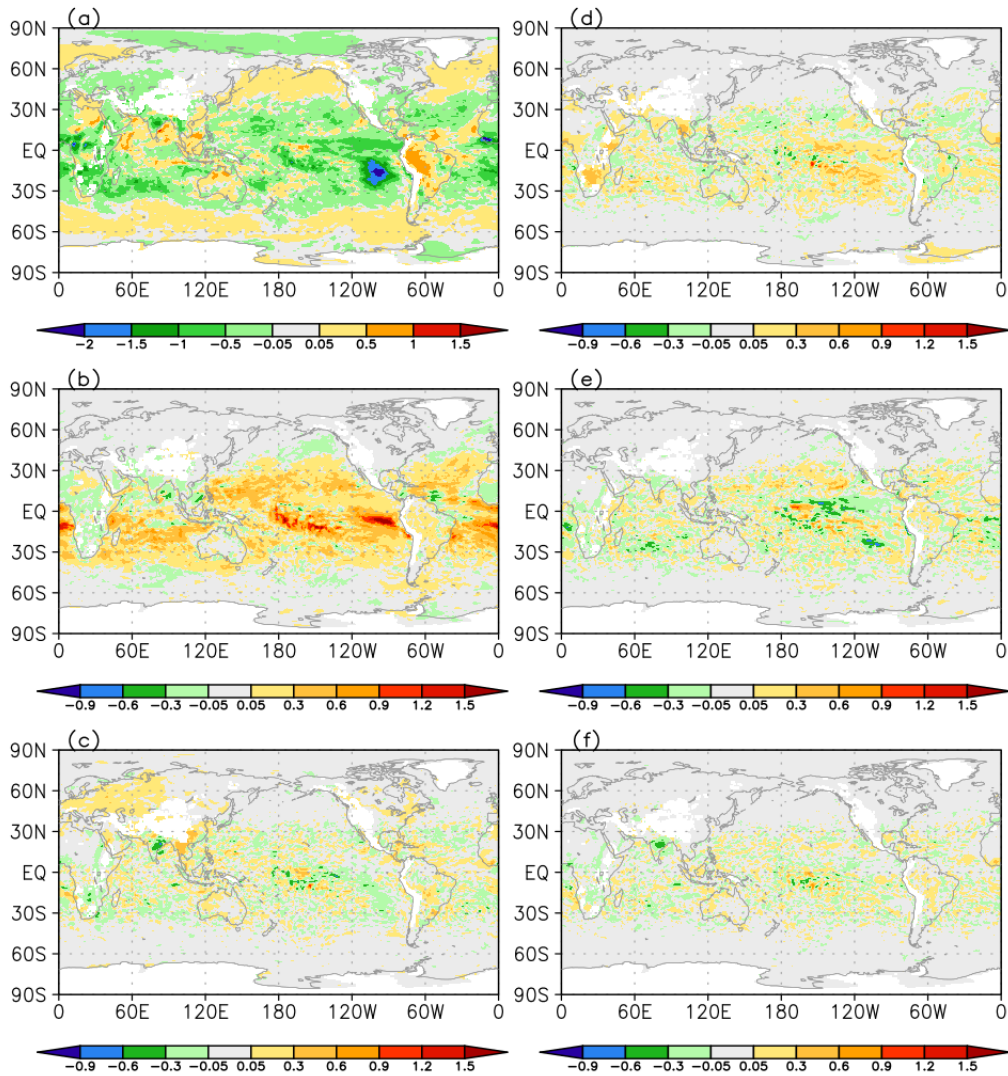 (a)
90N
60N
30N
EQ
30S
60S
90S
0 60E 120E 180 120W 60W 0
-2 -1.5 -1 -0.5 -0.05 0.05 0.5 1 1.5
(d)
90N
60N
30N
EQ
30S
60S
90S
0 60E 120E 180 120W 60W 0
-0.9 -0.6 -0.3 -0.05 0.05 0.3 0.6 0.9 1.2 1.5
(b)
90N
60N
30N
EQ
30S
60S
90S
0 60E 120E 180 120W 60W 0
-0.9 -0.6 -0.3 -0.05 0.05 0.3 0.6 0.9 1.2 1.5
(e)
90N
60N
30N
EQ
30S
60S
90S
0 60E 120E 180 120W 60W 0
-0.9 -0.6 -0.3 -0.05 0.05 0.3 0.6 0.9 1.2 1.5
(c)
90N
60N
30N
EQ
30S
60S
90S
0 60E 120E 180 120W 60W 0
-0.9 -0.6 -0.3 -0.05 0.05 0.3 0.6 0.9 1.2 1.5
(f)
90N
60N
30N
EQ
30S
60S
90S
0 60E 120E 180 120W 60W 0
-0.9 -0.6 -0.3 -0.05 0.05 0.3 0.6 0.9 1.2 1.5